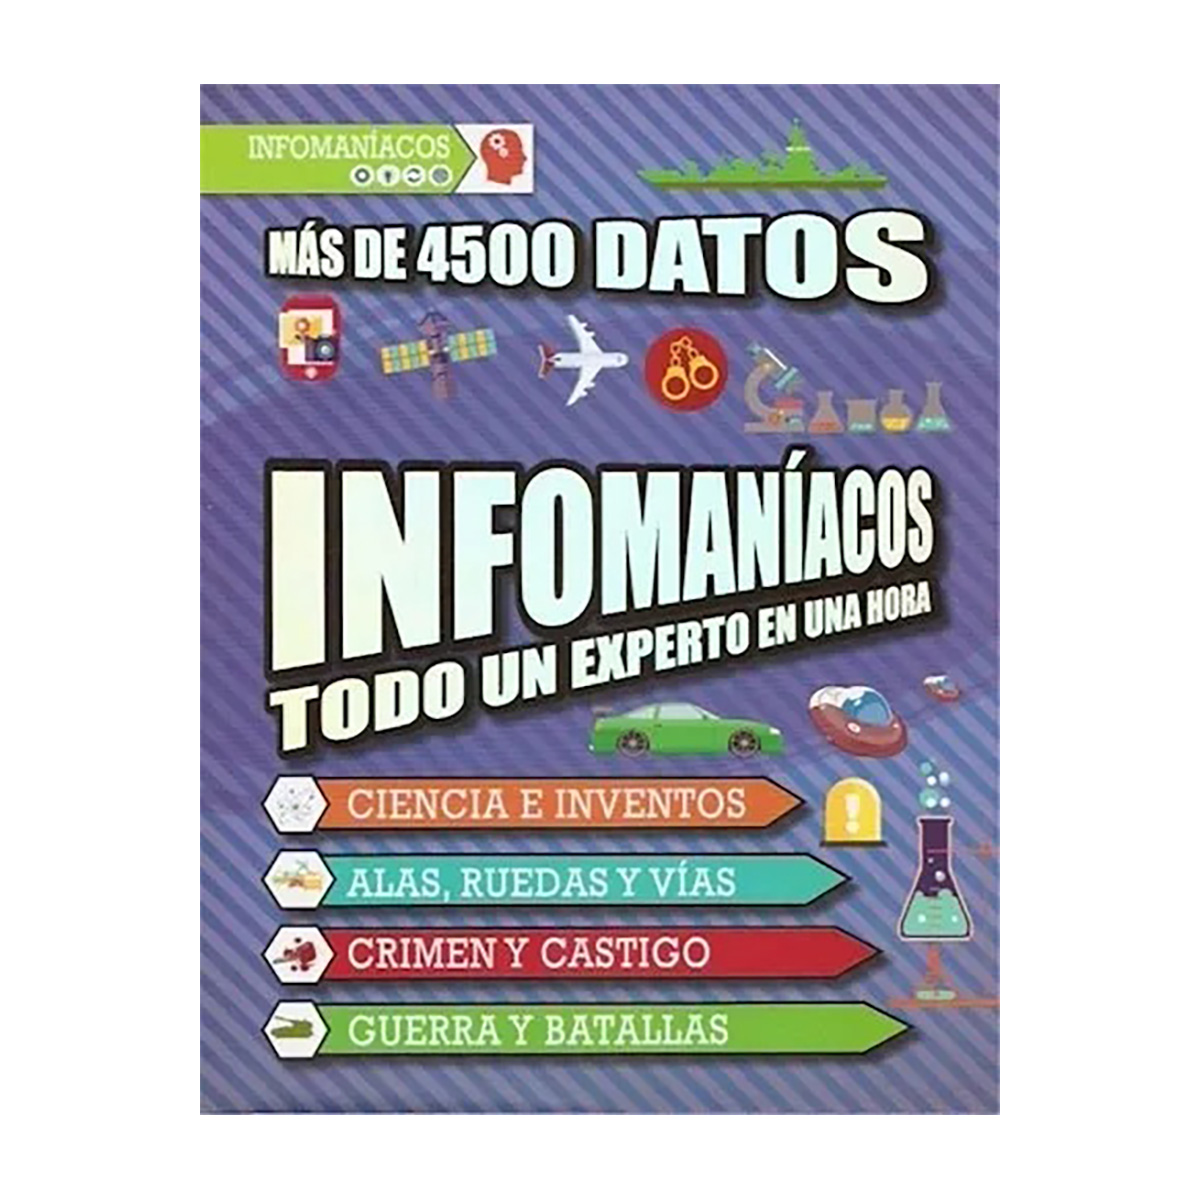 INFOMANÍACOS
MÁS DE 4500 DATOS
INFOMANÍACOS
TODO UN EXPERTO EN UNA HORA
CIENCIA E INVENTOS
ALAS, RUEDAS Y VÍAS
CRIMEN Y CASTIGO
GUERRA Y BATALLAS